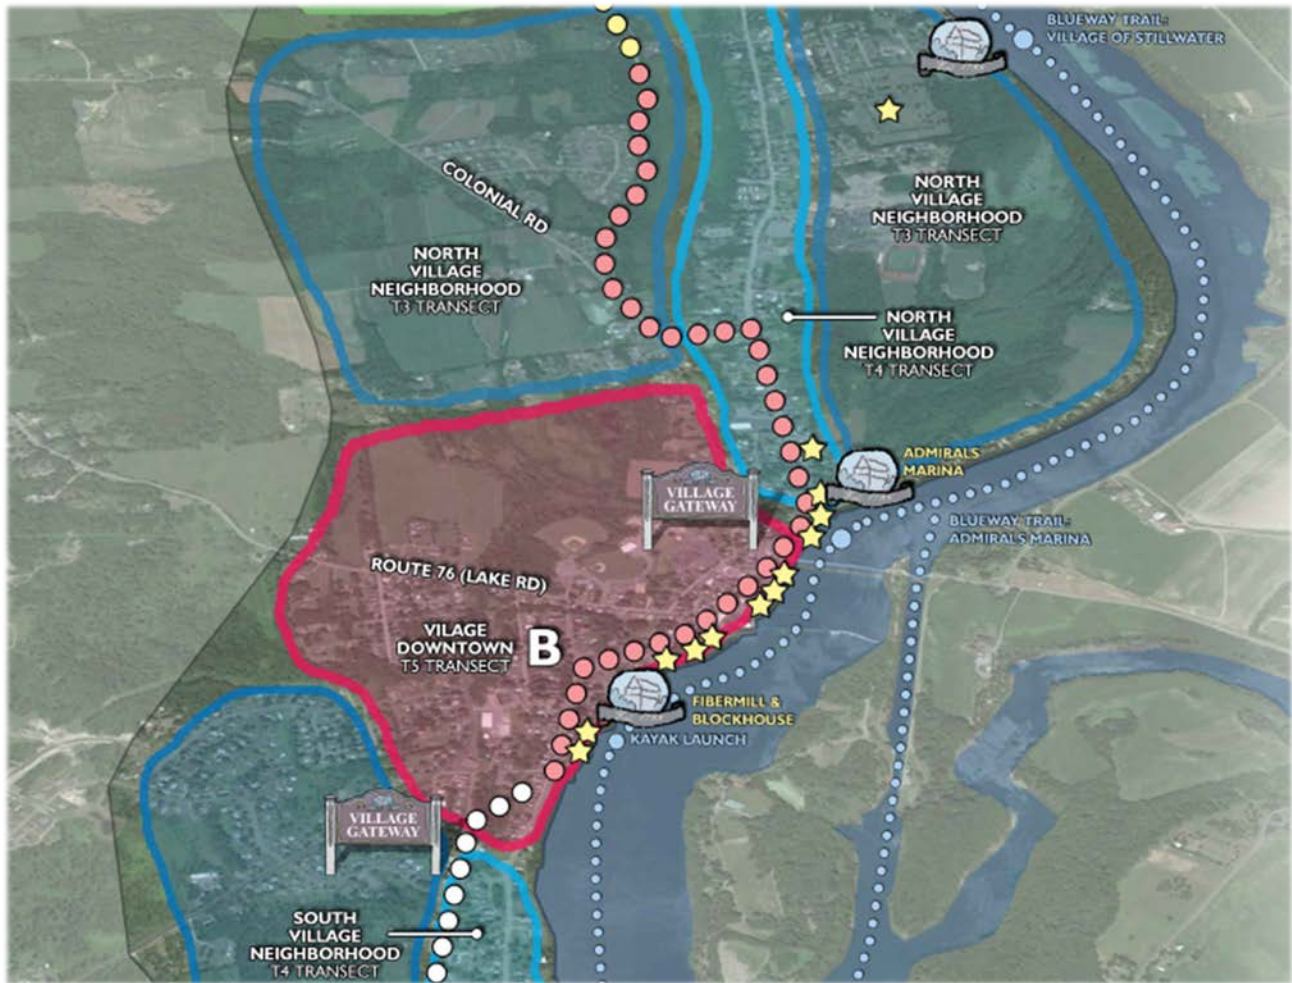 BLUEWAY TRAIL:
VILLAGE OF STILLWATER
COLONIAL RD
NORTH
VILLAGE
NEIGHBORHOOD
T3 TRANSECT
NORTH
VILLAGE
NEIGHBORHOOD
T3 TRANSECT
NORTH
VILLAGE
NEIGHBORHOOD
T4 TRANSECT
ADMIRALS
MARINA
VILLAGE
GATEWAY
BLUEWAY TRAIL:
ADMIRALS MARINA
ROUTE 76 (LAKE RD)
VILAGE
DOWNTOWN
T5 TRANSECT
B
FIBERMILL &
BLOCKHOUSE
KAYAK LAUNCH
VILLAGE
GATEWAY
SOUTH
VILLAGE
NEIGHBORHOOD
T4 TRANSECT